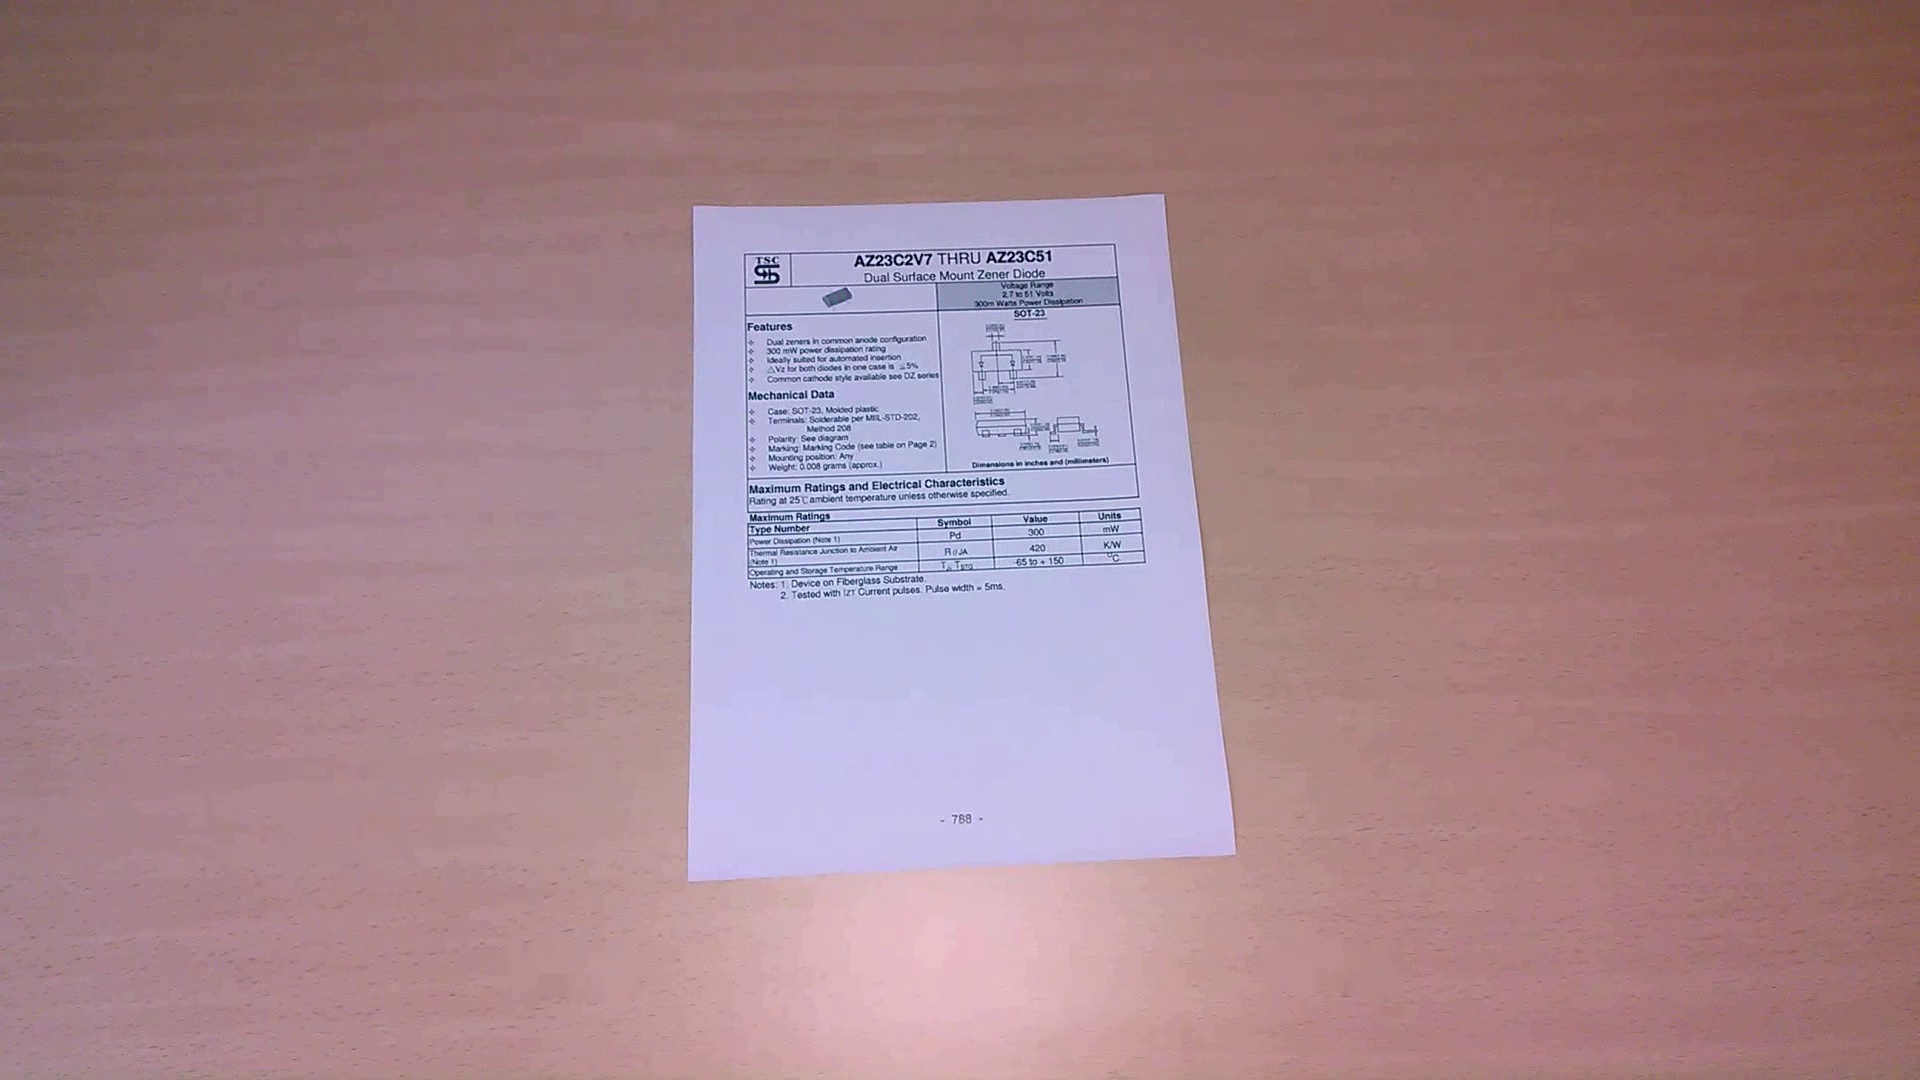 TSC
AZ23C2V7 THRU AZ23C51
Dual Surface Mount Zener Diode
Voltage Range
2.7 to 51 Volts
300m Watts Power Dissipation
SOT-23
Features
Dual zeners in common anode configuration
300 mW power dissipation rating
Ideally suited for automated insertion
△Vz for both diodes in one case is ≦5%
Common cathode style available see DZ series
Mechanical Data
Case: SOT-23, Molded plastic
Terminals: Solderable per MIL-STD-202,
Method 208
Polarity: See diagram
Marking: Marking Code (see table on Page 2)
Mounting position: Any
Weight: 0.008 grams (approx.)
Dimensions in inches and (millimeters)
Maximum Ratings and Electrical Characteristics
Rating at 25℃ ambient temperature unless otherwise specified.
Maximum Ratings
Type Number Symbol Value Units
Power Dissipation (Note 1) Pd 300 mW
Thermal Resistance Junction to Ambient Air
(Note 1) RθJA 420 K/W
Operating and Storage Temperature Range TJ, TSTG -65 to + 150 °C
Notes: 1. Device on Fiberglass Substrate.
2. Tested with IZT Current pulses. Pulse width = 5ms.
- 788 -